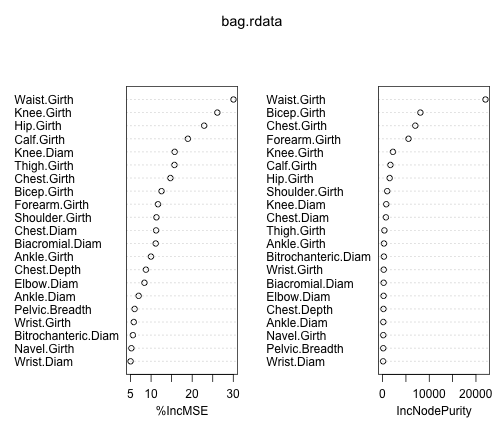 bag.rdata
Waist.Girth
Knee.Girth
Hip.Girth
Calf.Girth
Knee.Diam
Thigh.Girth
Chest.Girth
Bicep.Girth
Forearm.Girth
Shoulder.Girth
Chest.Diam
Biacromial.Diam
Ankle.Girth
Chest.Depth
Elbow.Diam
Ankle.Diam
Pelvic.Breadth
Wrist.Girth
Bitrochanteric.Diam
Navel.Girth
Wrist.Diam
5 10 30
%IncMSE
Waist.Girth
Bicep.Girth
Chest.Girth
Forearm.Girth
Knee.Girth
Calf.Girth
Hip.Girth
Shoulder.Girth
Knee.Diam
Chest.Diam
Thigh.Girth
Ankle.Girth
Bitrochanteric.Diam
Wrist.Girth
Biacromial.Diam
Elbow.Diam
Chest.Depth
Ankle.Diam
Navel.Girth
Pelvic.Breadth
Wrist.Diam
0 10000 20000
IncNodePurity